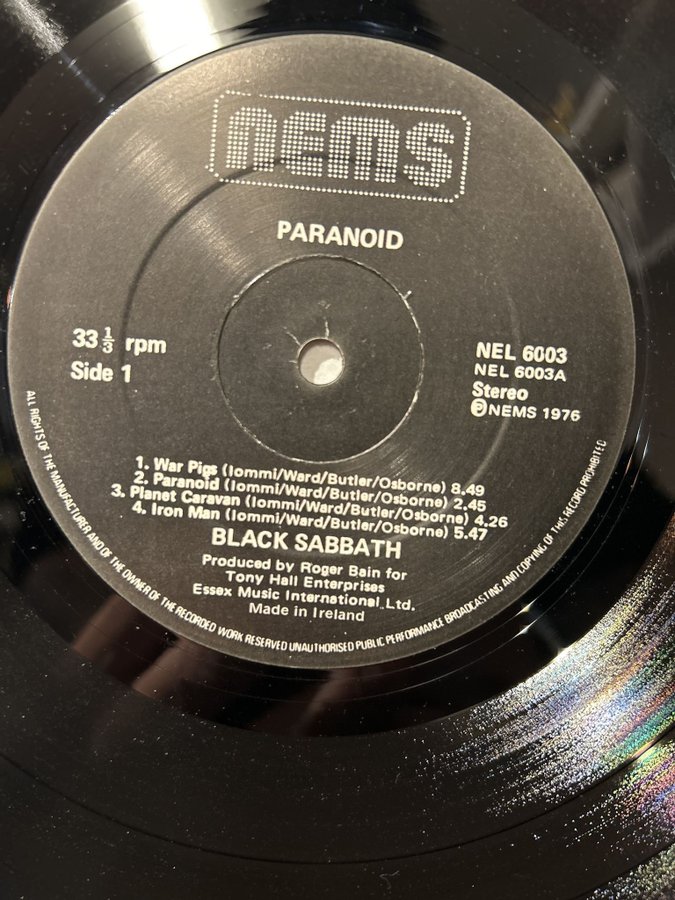 nems
PARANOID
33 1/3 rpm
Side 1
NEL 6003
NEL 6003A
Stereo
Ⓟ NEMS 1976
1. War Pigs (Iommi/Ward/Butler/Osborne) 8.49
2. Paranoid (Iommi/Ward/Butler/Osborne) 2.45
3. Planet Caravan (Iommi/Ward/Butler/Osborne) 4.26
4. Iron Man (Iommi/Ward/Butler/Osborne) 5.47
BLACK SABBATH
Produced by Roger Bain for
Tony Hall Enterprises
Essex Music International Ltd.
Made in Ireland
ALL RIGHTS OF THE MANUFACTURER AND OF THE OWNER OF THE RECORDED WORK RESERVED UNAUTHORISED PUBLIC PERFORMANCE BROADCASTING AND COPYING OF THIS RECORD PROHIBITED